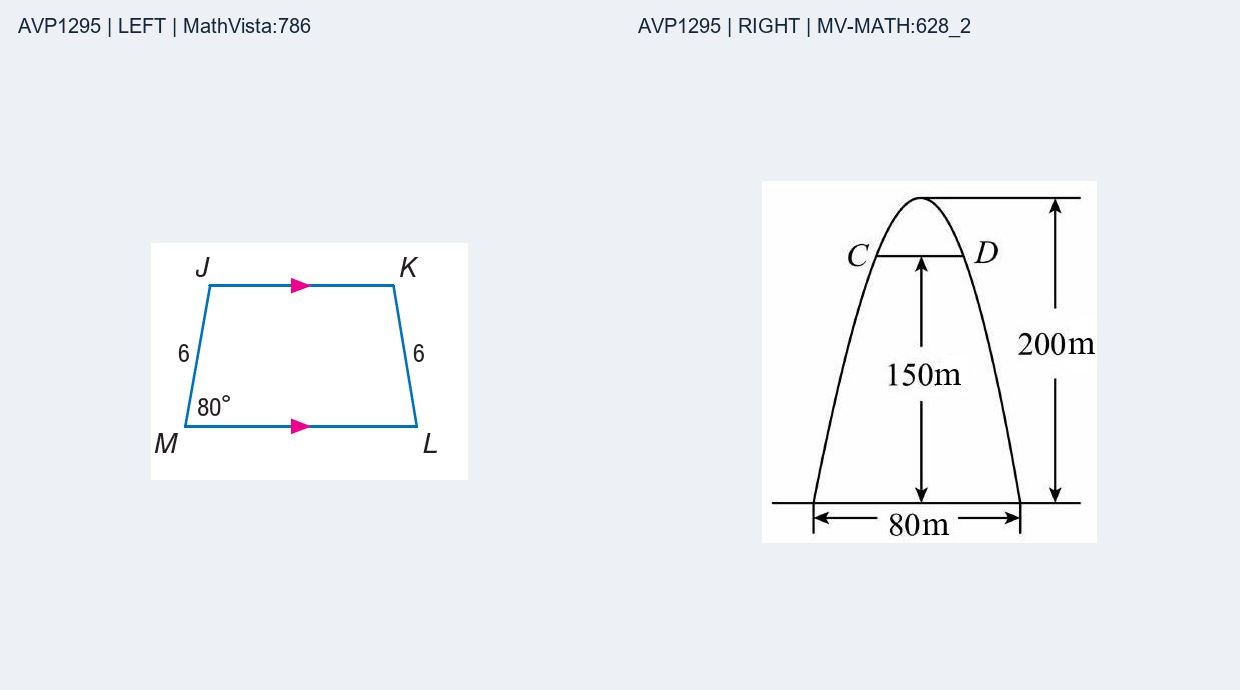 AVP1295 | LEFT | MathVista:786
J
K
6
6
80°
M
L
AVP1295 | RIGHT | MV-MATH:628_2
C
D
200m
150m
80m